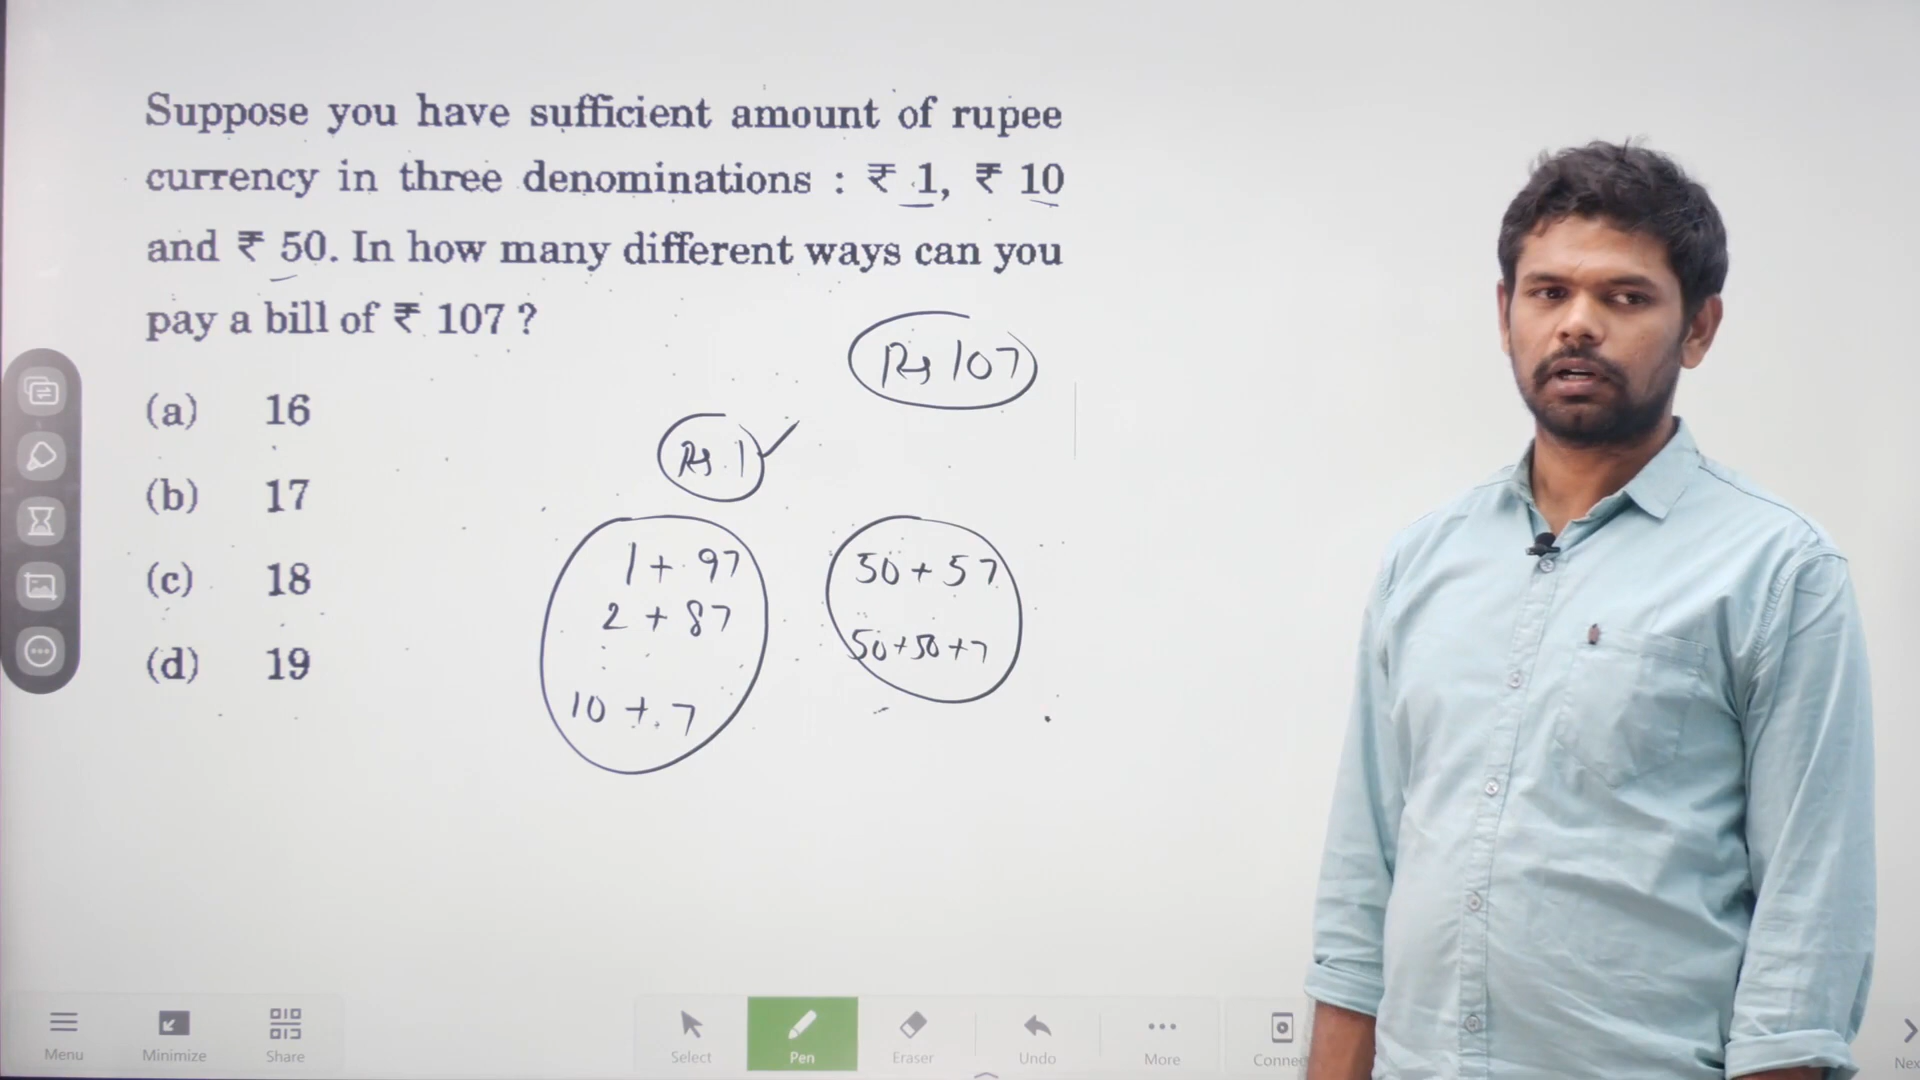 Suppose you have sufficient amount of rupee
currency in three denominations : ₹ 1, ₹ 10
and ₹ 50. In how many different ways can you
pay a bill of ₹ 107 ?
Rs 107
(a) 16
Rs. 1
(b) 17
1 + 97
50 + 57
(c) 18
2 + 87
50+50+7
(d) 19
10 + 7
Menu
Minimize
Share
Select
Pen
Eraser
Undo
More
Connec
Nex